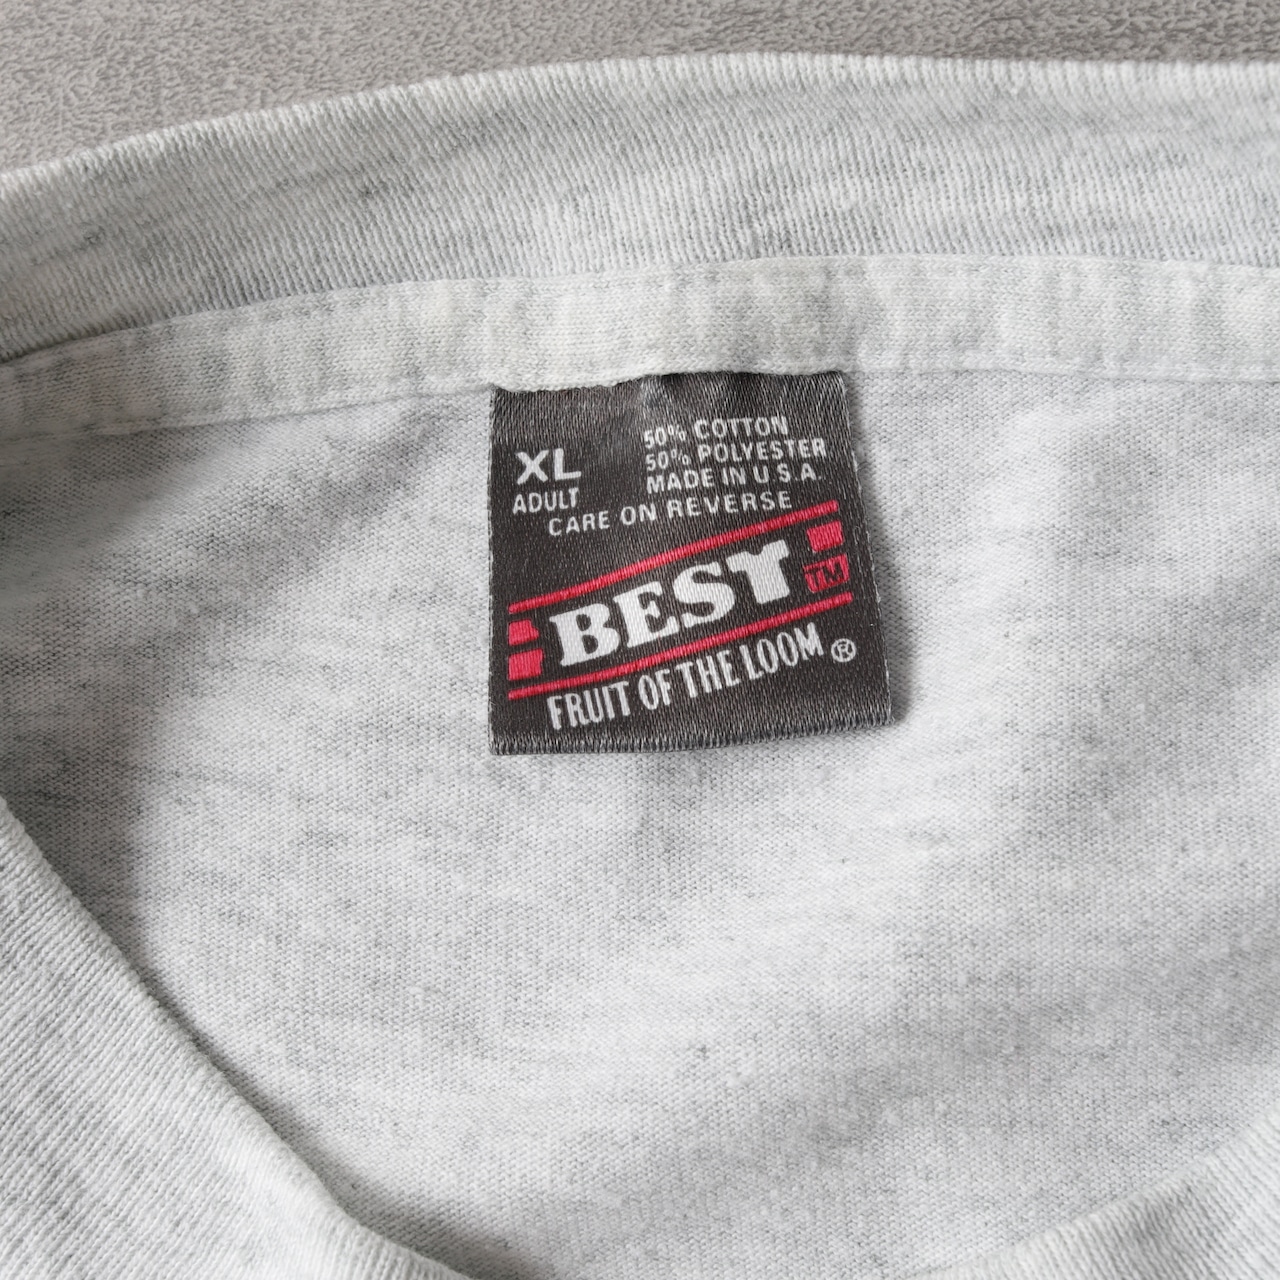 XL
ADULT
50% COTTON
50% POLYESTER
MADE IN U.S.A.
CARE ON REVERSE
BEST TM
FRUIT OF THE LOOM ®